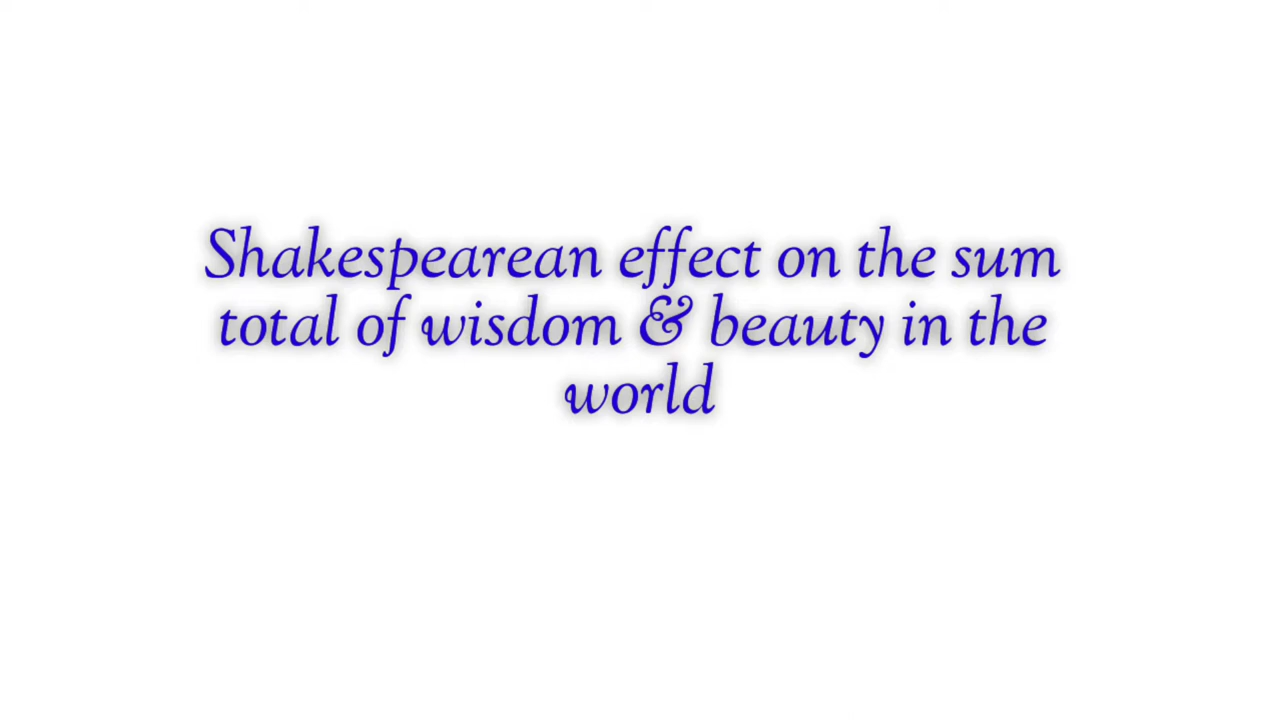 Shakespearean effect on the sum
total of wisdom & beauty in the
world